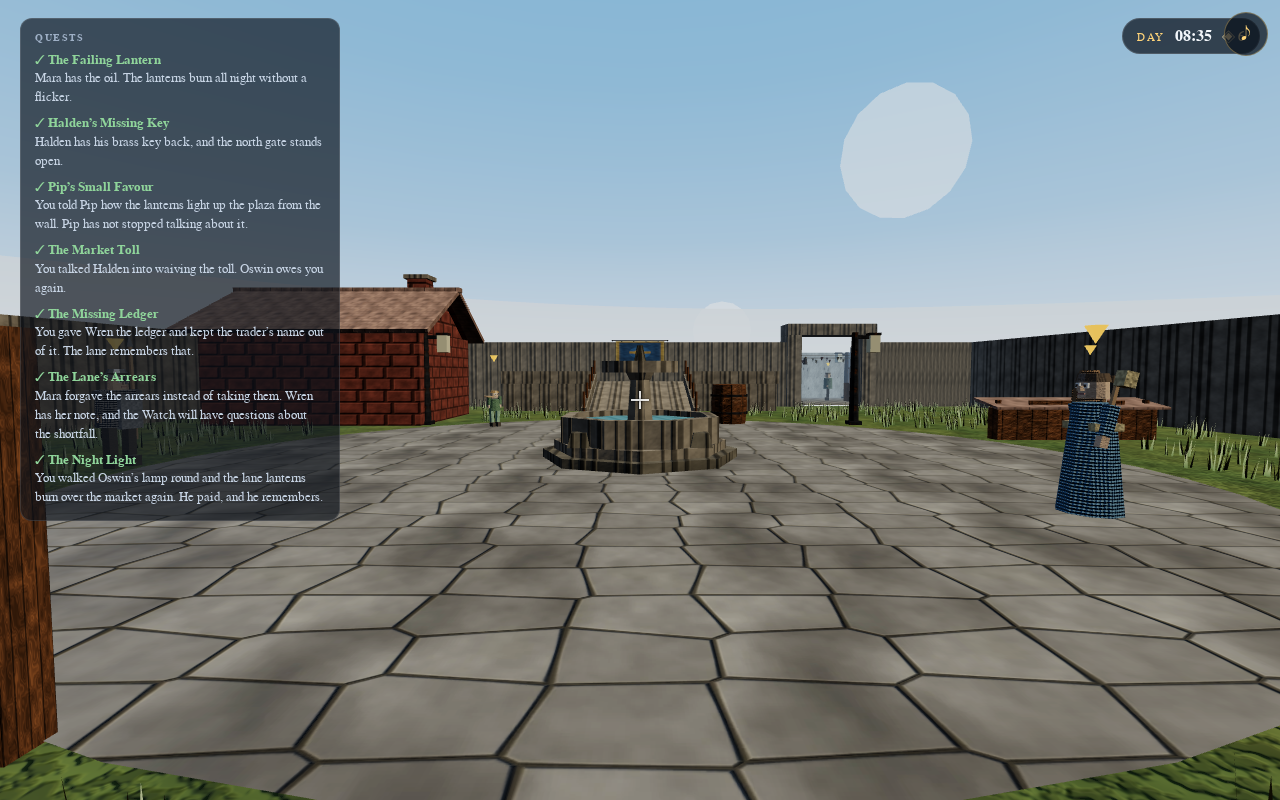 QUESTS
✓ The Failing Lantern
Mara has the oil. The lanterns burn all night without a
flicker.
✓ Halden’s Missing Key
Halden has his brass key back, and the north gate stands
open.
✓ Pip’s Small Favour
You told Pip how the lanterns light up the plaza from the
wall. Pip has not stopped talking about it.
✓ The Market Toll
You talked Halden into waiving the toll. Oswin owes you
again.
✓ The Missing Ledger
You gave Wren the ledger and kept the trader’s name out
of it. The lane remembers that.
✓ The Lane’s Arrears
Mara forgave the arrears instead of taking them. Wren
has her note, and the Watch will have questions about
the shortfall.
✓ The Night Light
You walked Oswin’s lamp round and the lane lanterns
burn over the market again. He paid, and he remembers.
DAY 08:35